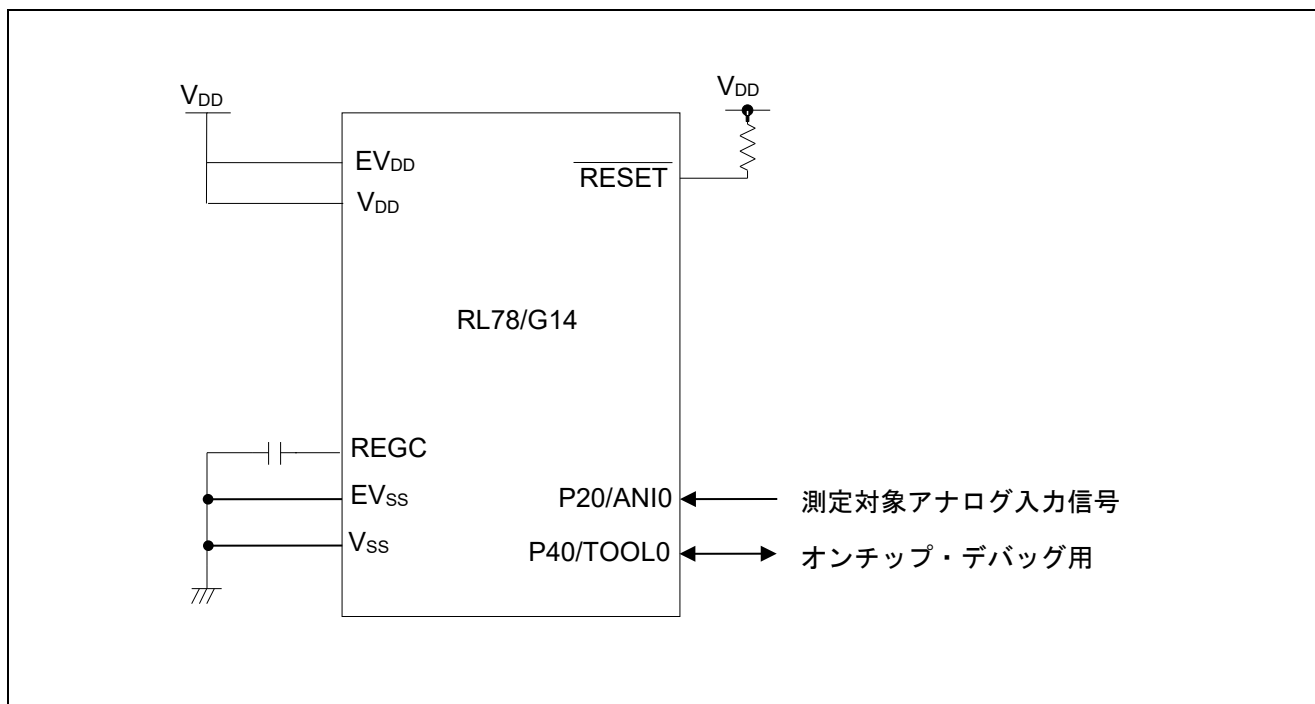 VDD
VDD
EVDD
RESET
VDD
RL78/G14
REGC
EVSS
P20/ANI0 測定対象アナログ入力信号
VSS
P40/TOOL0 オンチップ・デバッグ用